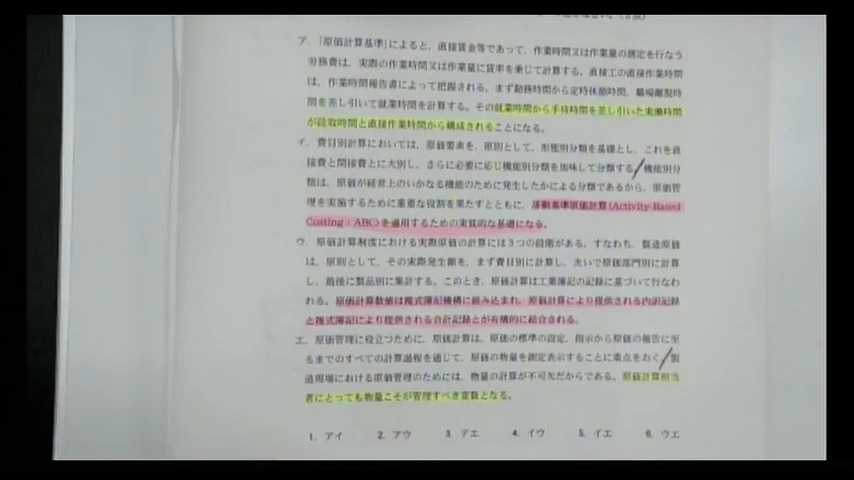 ア.「原価計算基準」によると、直接賃金等であって、作業時間又は作業量の測定を行なう
労務費は、実際の作業時間又は作業量に賃率を乗じて計算する。直接工の直接作業時間
は、作業時間報告書によって把握される。まず勤務時間から定時休憩時間、職場離脱時
間を差し引いて就業時間を計算する。その就業時間から手待時間を差し引いた実働時間
が段取時間と直接作業時間から構成されることになる。
イ. 費目別計算においては、原価要素を、原則として、形態別分類を基礎とし、これを直
接費と間接費とに大別し、さらに必要に応じ機能別分類を加味して分類する。機能別分
類は、原価が経営上のいかなる機能のために発生したかによる分類であるから、原価管
理を実施するために重要な役割を果たすとともに、活動基準原価計算(Activity-Based
Costing：ABC)を適用するための実質的な基礎になる。
ウ. 原価計算制度における実際原価の計算には3つの段階がある。すなわち、製造原価
は、原則として、その実際発生額を、まず費目別に計算し、次いで原価部門別に計算
し、最後に製品別に集計する。このとき、原価計算は工業簿記の記録に基づいて行なわ
れる。原価計算数値は複式簿記機構に組み込まれ、原価計算により提供される内訳記録
と複式簿記により提供される合計記録とが有機的に結合される。
エ. 原価管理に役立つために、原価計算は、原価の標準の設定、指示から原価の報告に至
るまでのすべての計算過程を通じて、原価の物量を測定表示することに重点をおく。製
造現場における原価管理のためには、物量の計算が不可欠だからである。原価計算担当
者にとっても物量こそが管理すべき変数となる。
1. アイ 2. アウ 3. アエ 4. イウ 5. イエ 6. ウエ